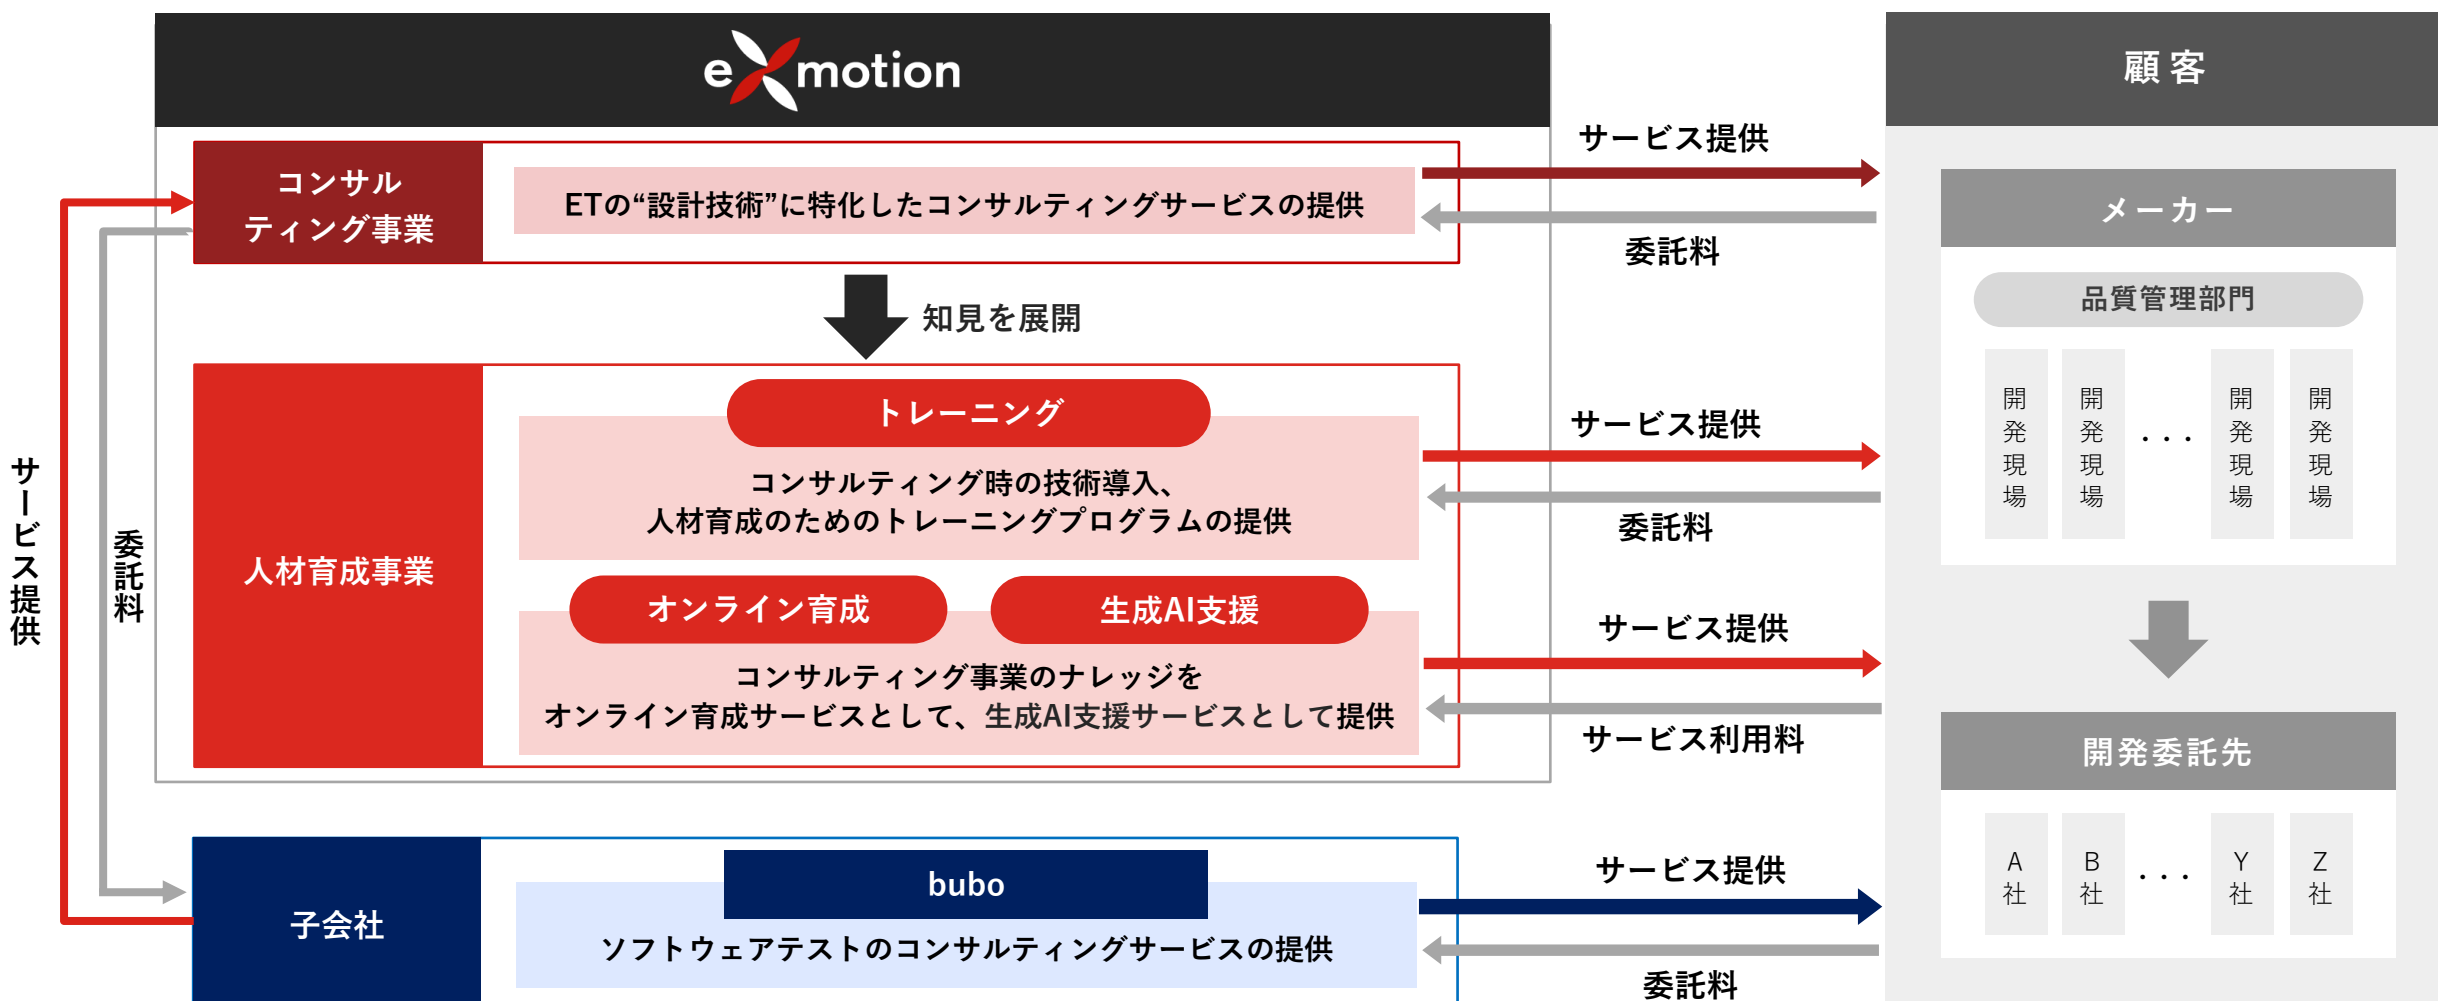 eXmotion
コンサル
ティング事業
ETの“設計技術”に特化したコンサルティングサービスの提供
知見を展開
人材育成事業
トレーニング
コンサルティング時の技術導入、
人材育成のためのトレーニングプログラムの提供
オンライン育成
生成AI支援
コンサルティング事業のナレッジを
オンライン育成サービスとして、生成AI支援サービスとして提供
子会社
bubo
ソフトウェアテストのコンサルティングサービスの提供
サービス提供
委託料
サービス提供
委託料
サービス提供
委託料
サービス提供
サービス利用料
サービス提供
委託料
顧客
メーカー
品質管理部門
開発現場
開発現場
・・・
開発現場
開発現場
開発委託先
A社
B社
・・・
Y社
Z社